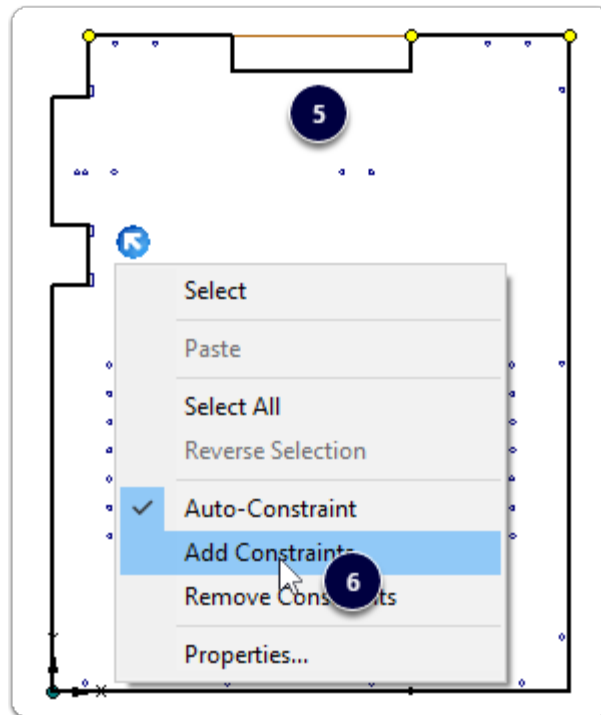 5
Select
Paste
Select All
Reverse Selection
Auto-Constraint
Add Constraints
6
Remove Constraints
Properties...
X